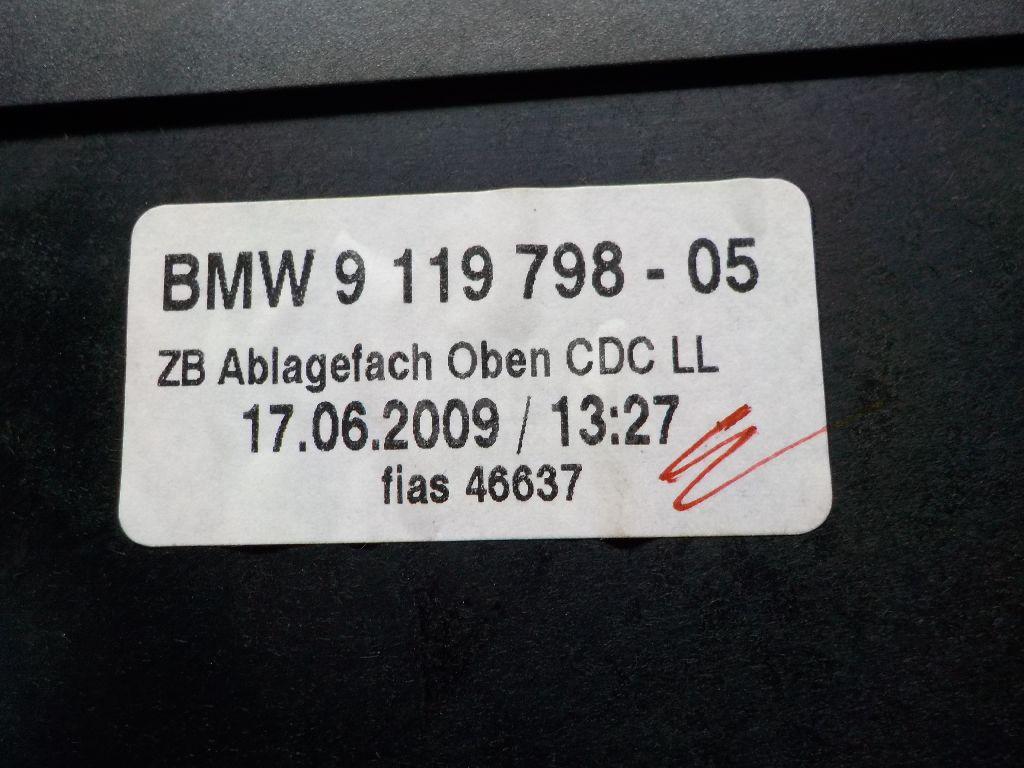 BMW 9 119 798 - 05
ZB Ablagefach Oben CDC LL
17.06.2009 / 13:27
fias 46637